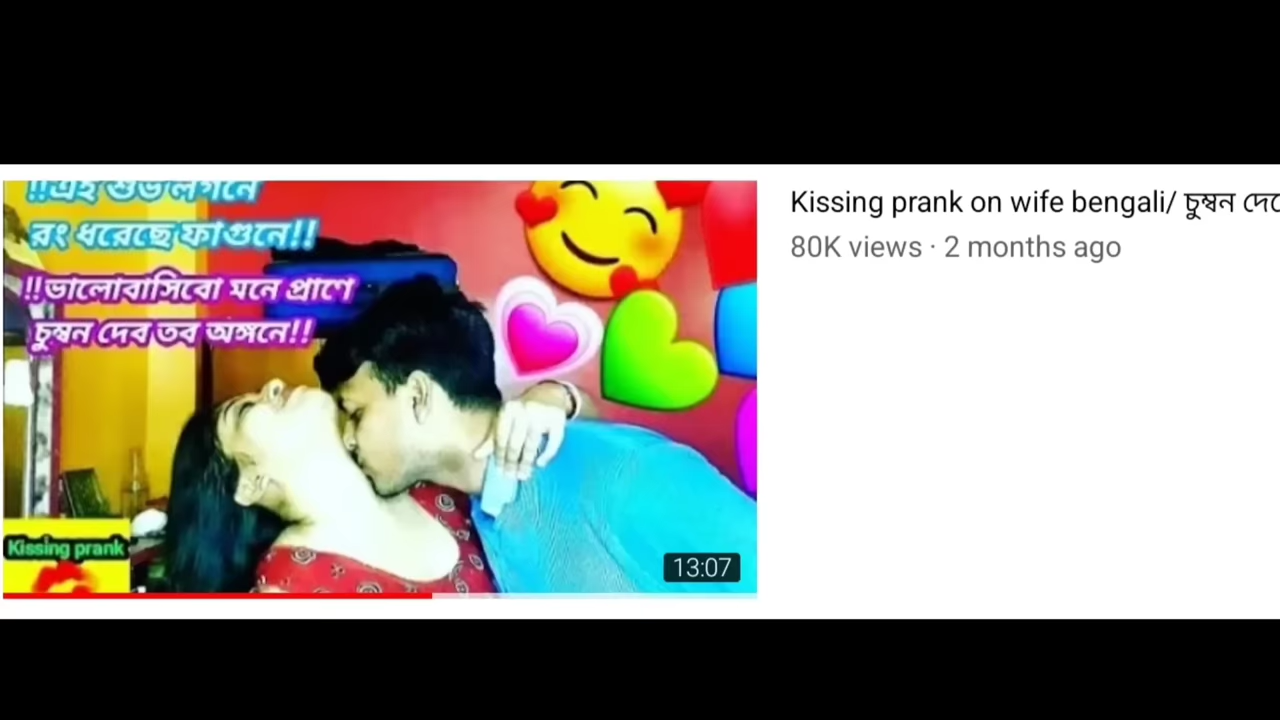 !!এই শুভ লগনে
রং ধরেছে ফাগুনে!!
!!ভালোবাসিবো মনে প্রাণে
চুম্বন দেব তব অঙ্গনে!!
Kissing prank
13:07
Kissing prank on wife bengali/ চুম্বন
80K views · 2 months ago